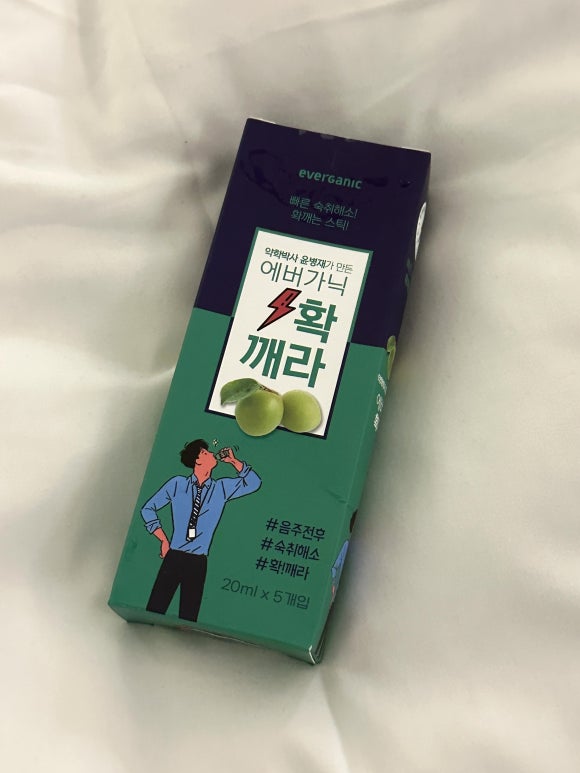 everGanic
빠른 숙취해소!
확깨는 스틱!
약학박사 윤병재가 만든
에버가닉
확
깨라
#음주전후
#숙취해소
#확!깨라
20ml x 5개입